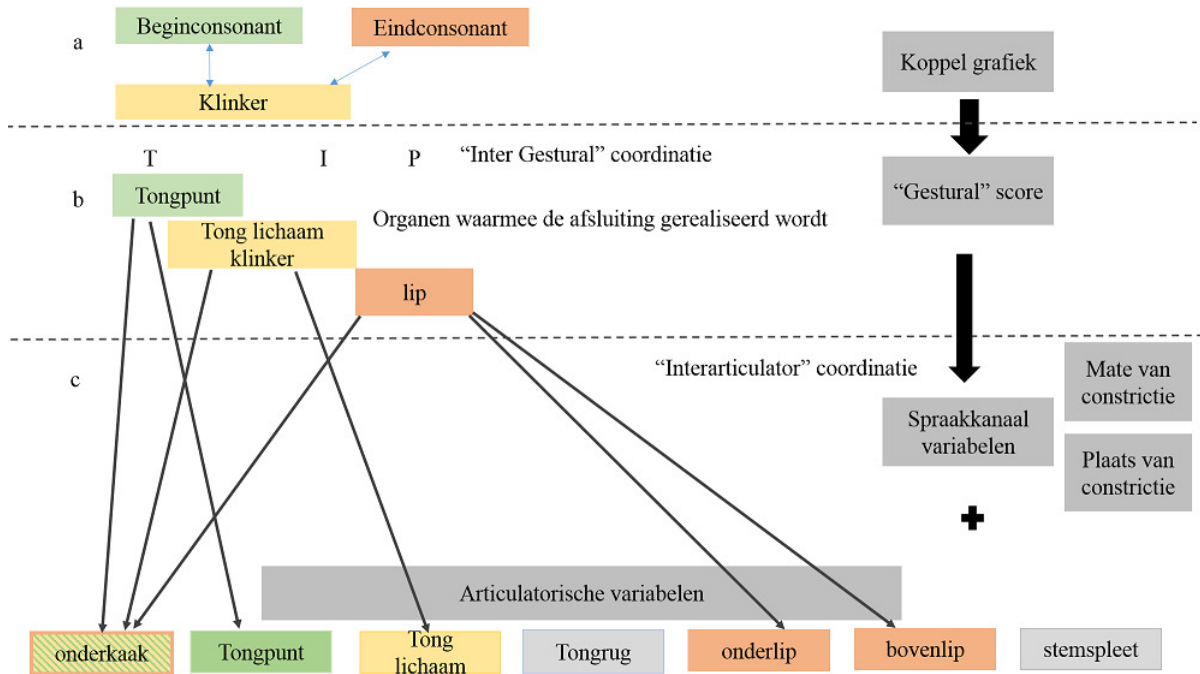 a
Beginconsonant
Eindconsonant
Klinker
Koppel grafiek
T I P
“Inter Gestural” coordinatie
b
Tongpunt
“Gestural” score
Organen waarmee de afsluiting gerealiseerd wordt
Tong lichaam
klinker
lip
c
“Interarticulator” coordinatie
Mate van
constrictie
Spraakkanaal
variabelen
Plaats van
constrictie
Articulatorische variabelen
onderkaak
Tongpunt
Tong
lichaam
Tongrug
onderlip
bovenlip
stemspleet